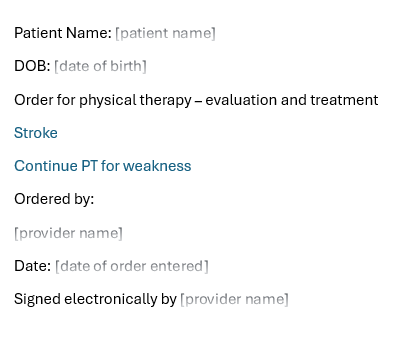 Patient Name: [patient name]
DOB: [date of birth]
Order for physical therapy – evaluation and treatment
Stroke
Continue PT for weakness
Ordered by:
[provider name]
Date: [date of order entered]
Signed electronically by [provider name]